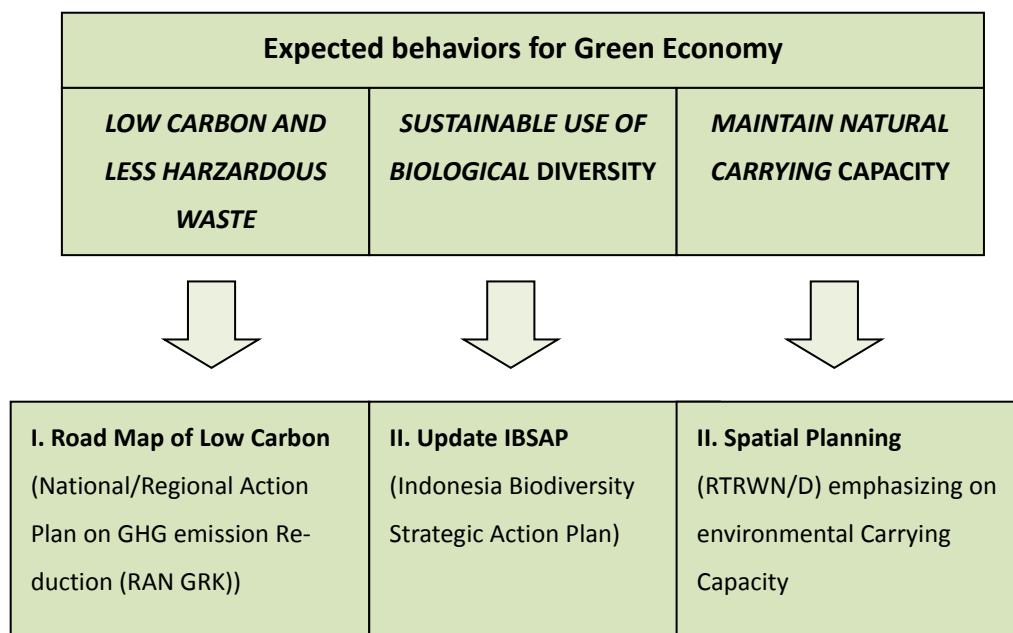 Expected behaviors for Green Economy
LOW CARBON AND
LESS HARZARDOUS
WASTE
SUSTAINABLE USE OF
BIOLOGICAL DIVERSITY
MAINTAIN NATURAL
CARRYING CAPACITY
I. Road Map of Low Carbon
(National/Regional Action
Plan on GHG emission Re-
duction (RAN GRK))
II. Update IBSAP
(Indonesia Biodiversity
Strategic Action Plan)
II. Spatial Planning
(RTRWN/D) emphasizing on
environmental Carrying
Capacity